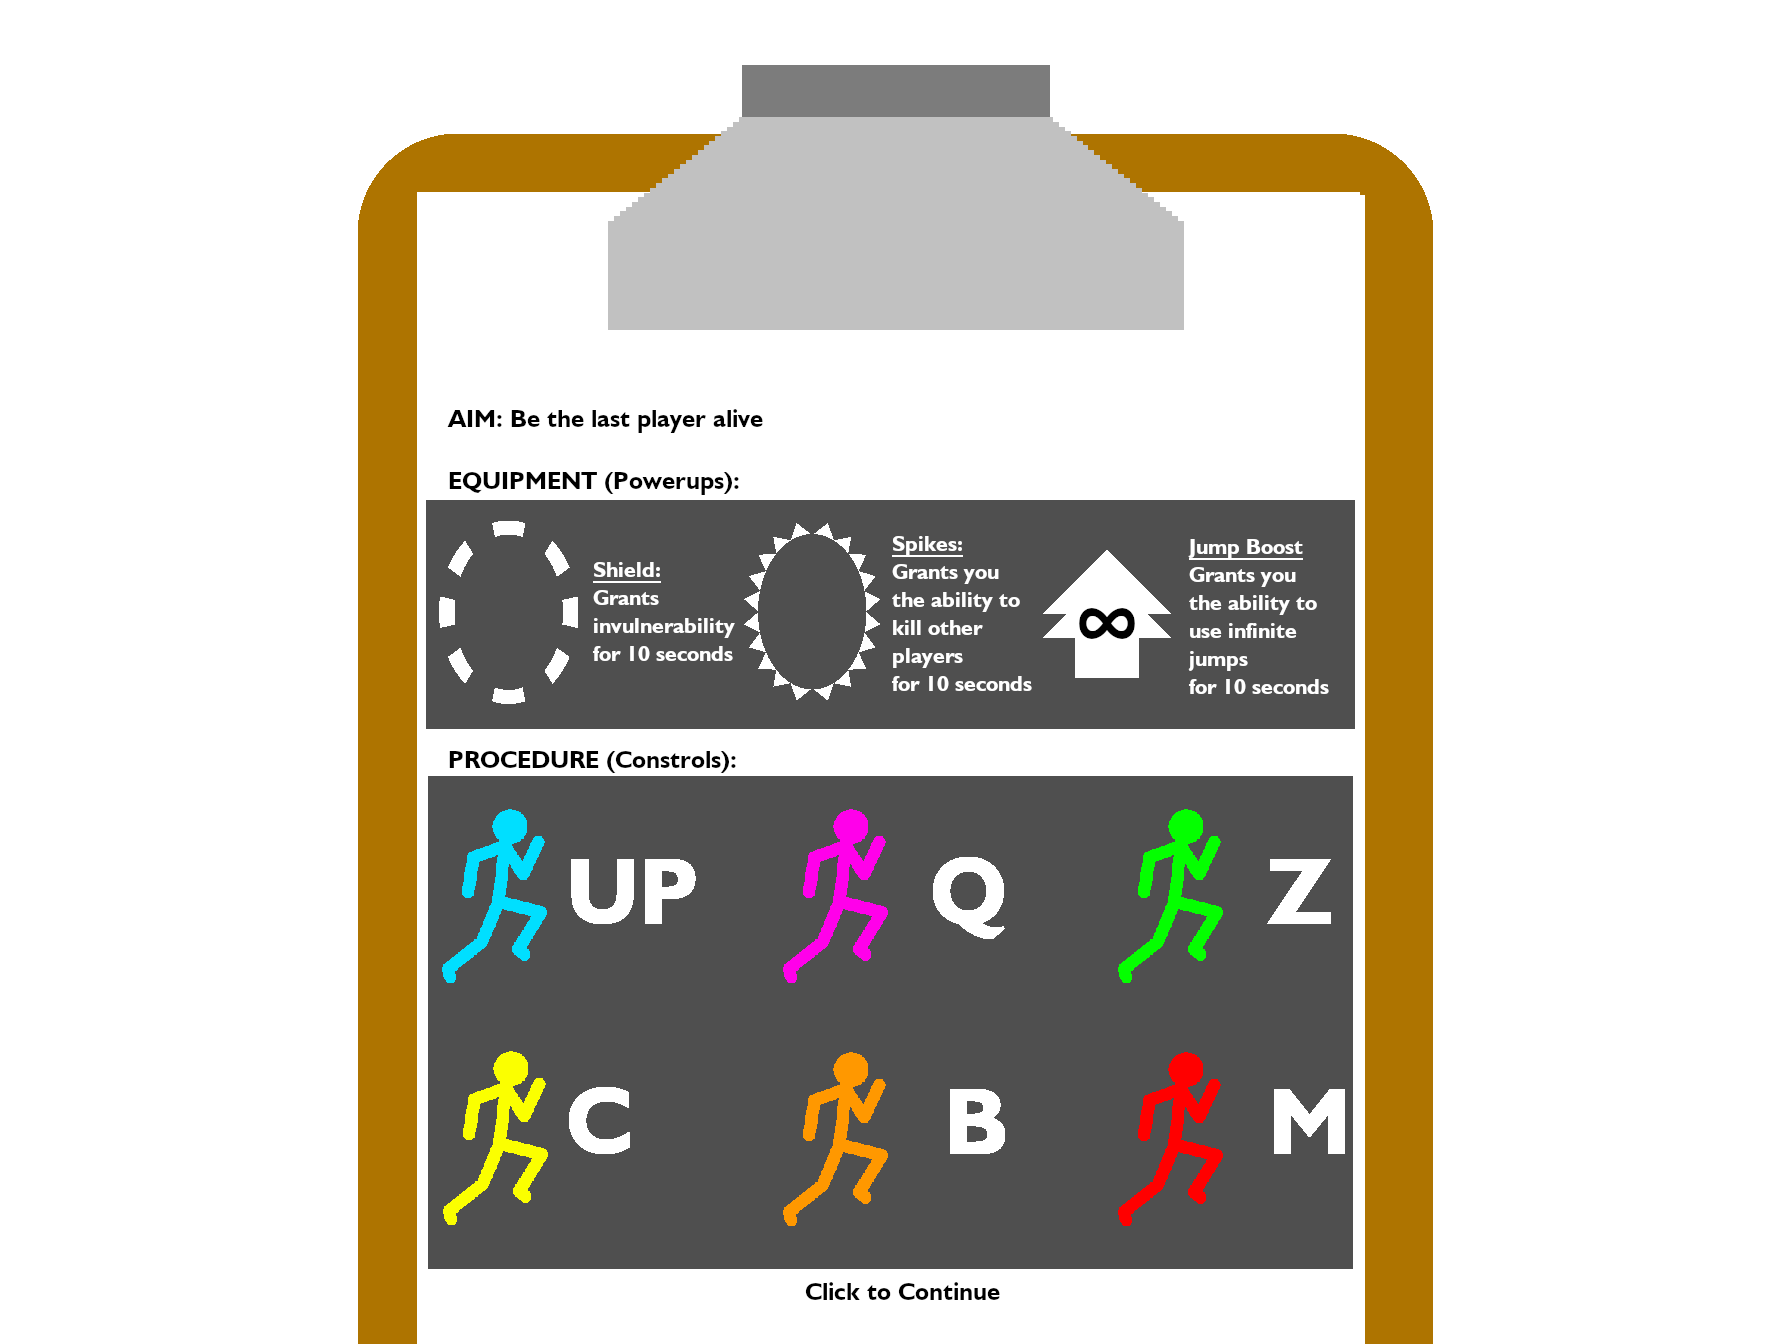 AIM: Be the last player alive
EQUIPMENT (Powerups):
Shield:
Grants
invulnerability
for 10 seconds
Spikes:
Grants you
the ability to
kill other
players
for 10 seconds
∞
Jump Boost
Grants you
the ability to
use infinite
jumps
for 10 seconds
PROCEDURE (Constrols):
UP
Q
Z
C
B
M
Click to Continue